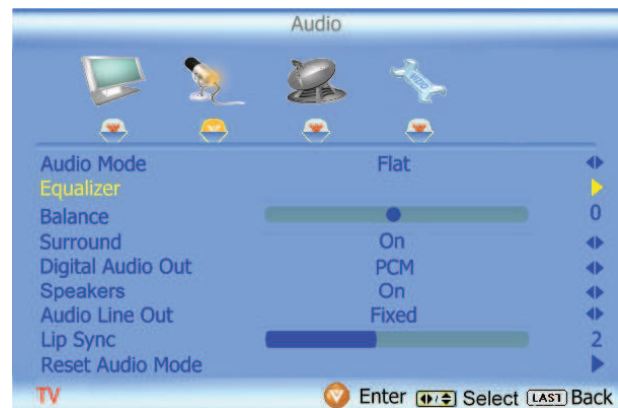 Audio
Audio Mode Flat
Equalizer
Balance 0
Surround On
Digital Audio Out PCM
Speakers On
Audio Line Out Fixed
Lip Sync 2
Reset Audio Mode
TV Enter Select LAST Back